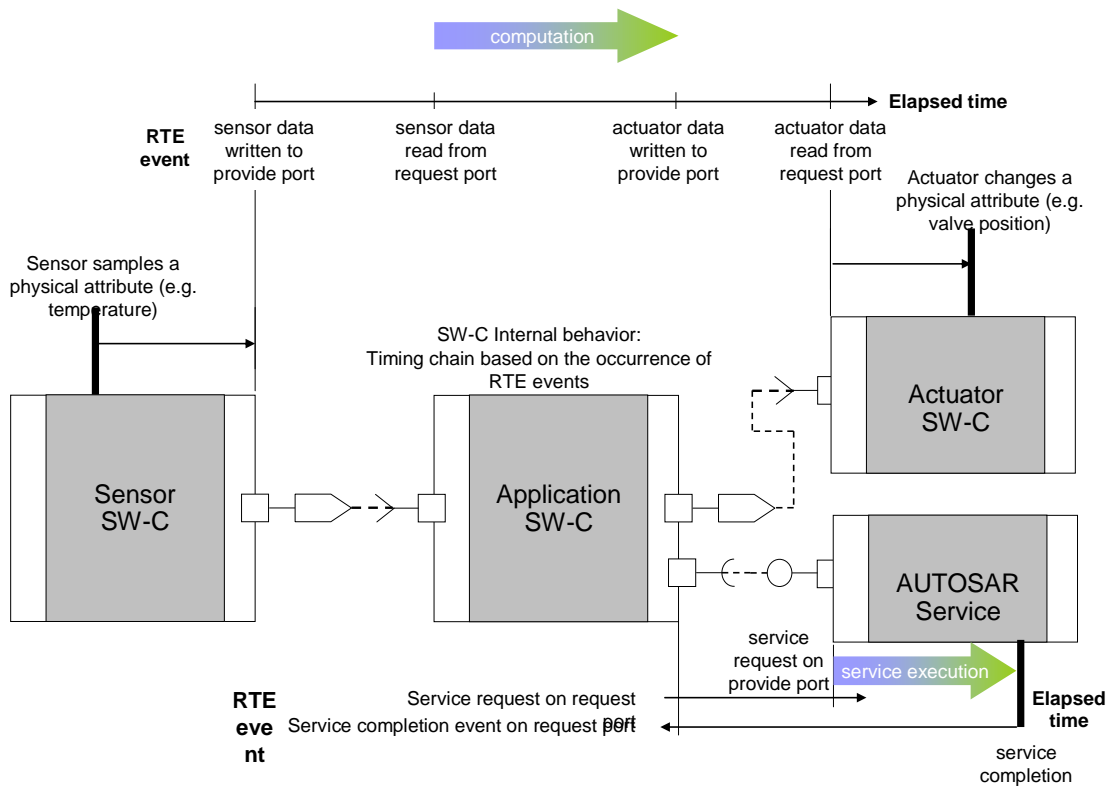 computation
Elapsed time
RTE
event
sensor data
written to
provide port
sensor data
read from
request port
actuator data
written to
provide port
actuator data
read from
request port
Actuator changes a
physical attribute (e.g.
valve position)
Sensor samples a
physical attribute (e.g.
temperature)
SW-C Internal behavior:
Timing chain based on the occurrence of
RTE events
Actuator
SW-C
Sensor
SW-C
Application
SW-C
AUTOSAR
Service
service
request on
provide port
service execution
RTE
eve
nt
Service request on request
port
Service completion event on request port
Elapsed
time
service
completion